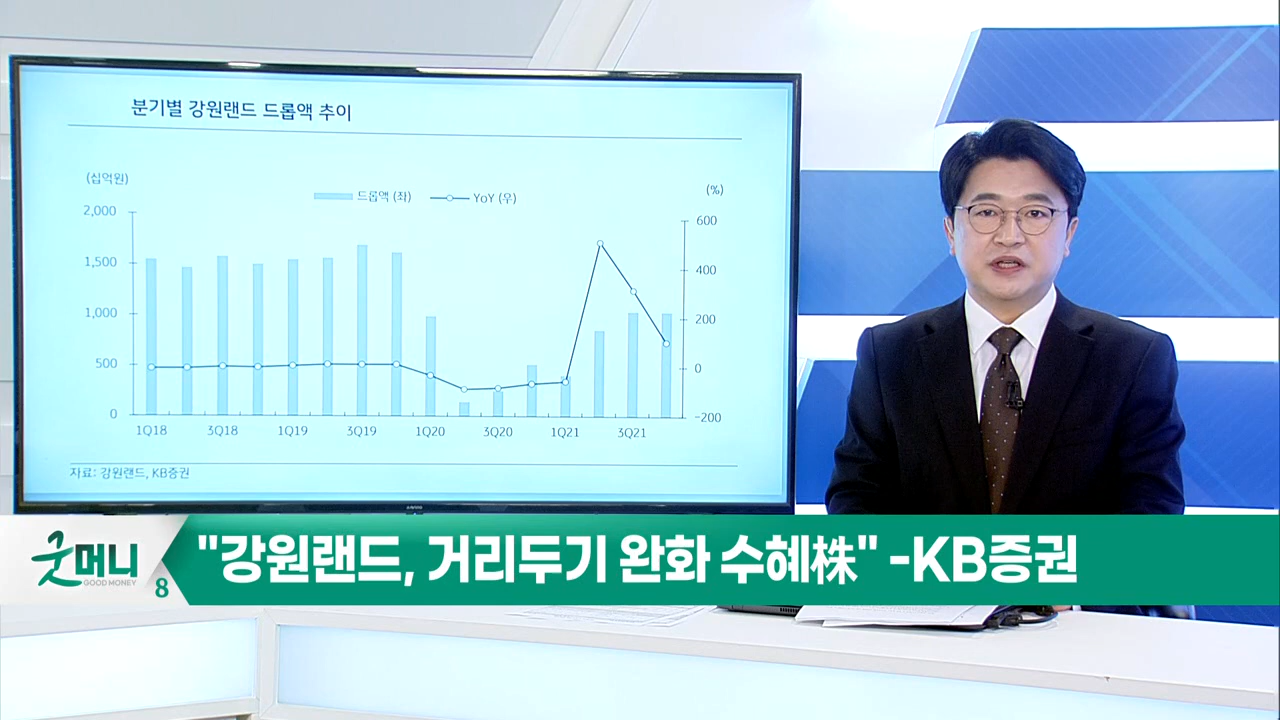 분기별 강원랜드 드롭액 추이
(십억원)
(%)
드롭액 (좌)
YoY (우)
2,000
1,500
1,000
500
0
600
400
200
0
-200
1Q18
3Q18
1Q19
3Q19
1Q20
3Q20
1Q21
3Q21
자료: 강원랜드, KB증권
굿머니
GOOD MONEY
8
"강원랜드, 거리두기 완화 수혜株" -KB증권